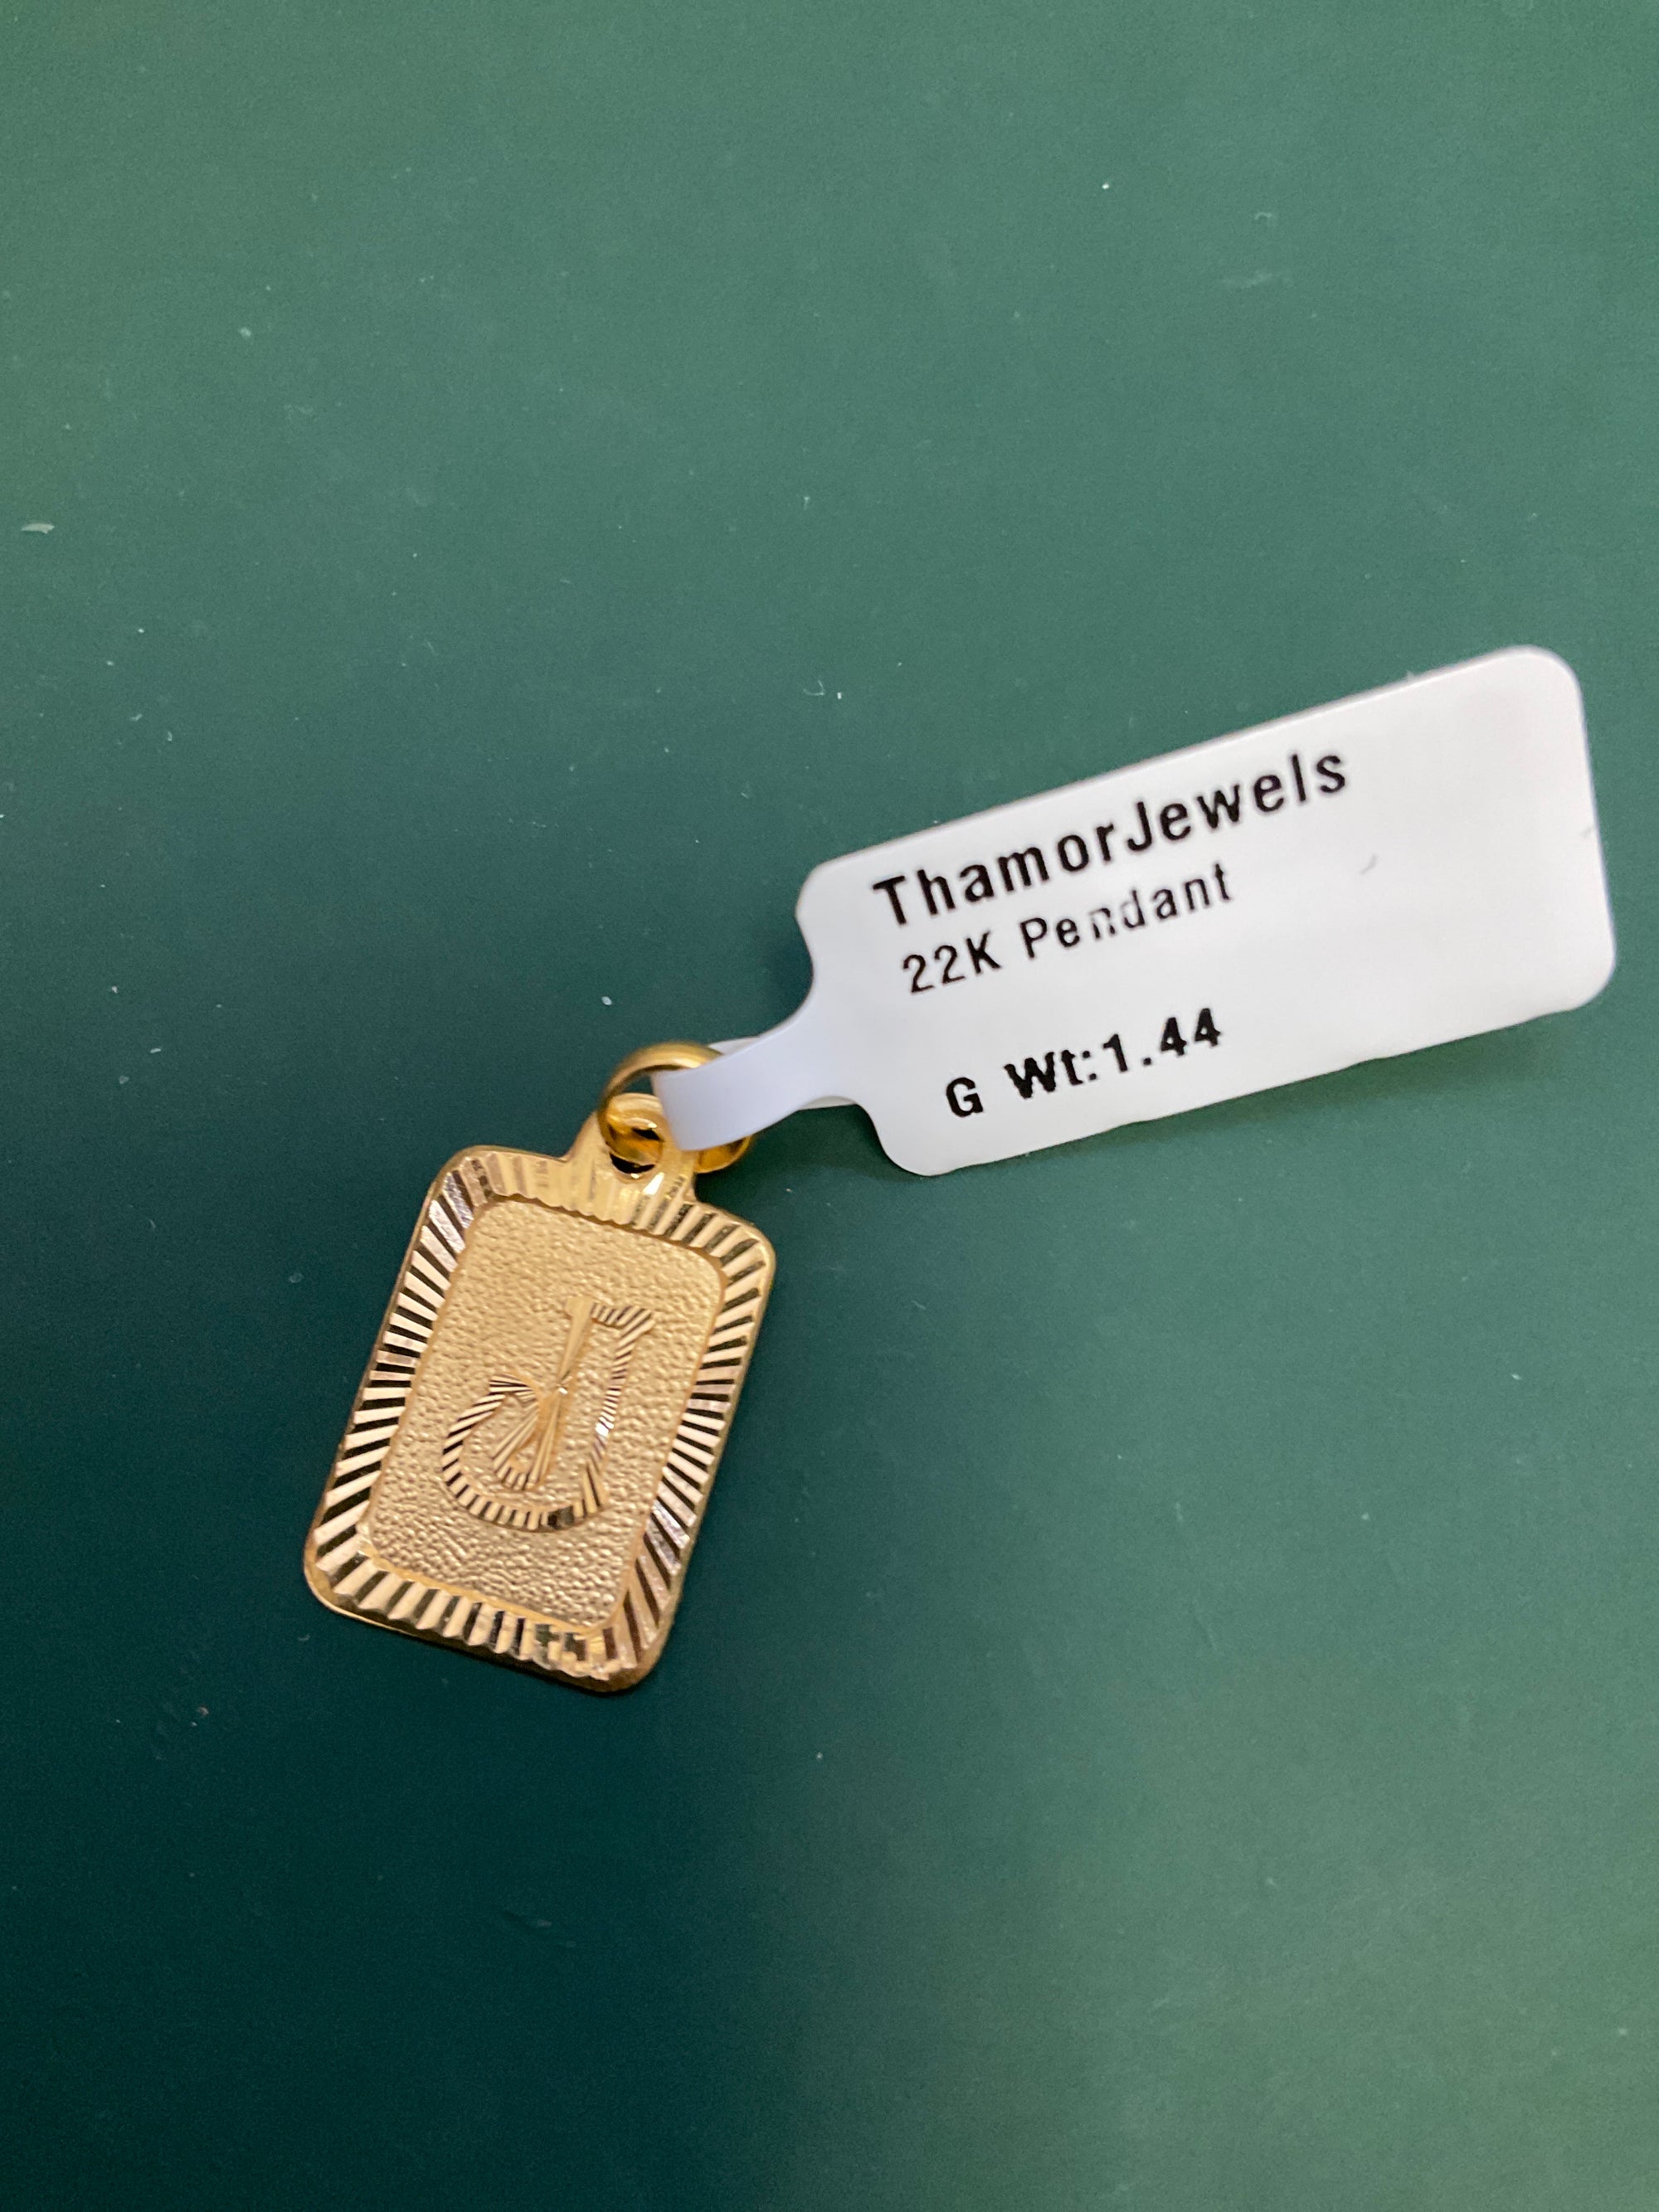 ThamorJewels
22K Pendant
G Wt:1.44
J